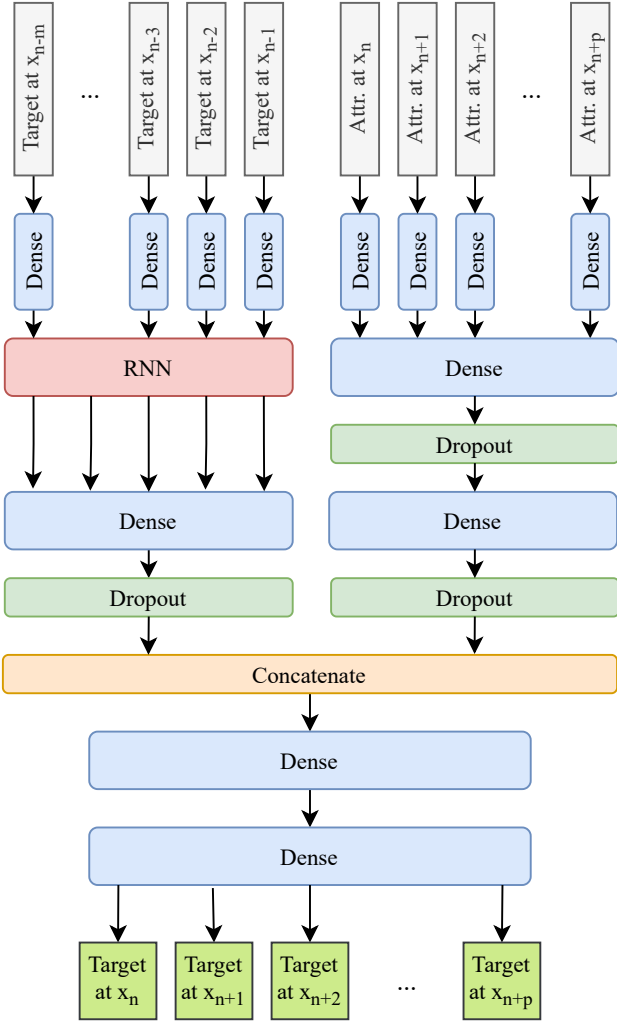 Target at xn-m
...
Target at xn-3
Target at xn-2
Target at xn-1
Attr. at xn
Attr. at xn+1
Attr. at xn+2
...
Attr. at xn+p
Dense
Dense
Dense
Dense
Dense
Dense
Dense
Dense
RNN
Dense
Dropout
Dense
Dense
Dropout
Dropout
Concatenate
Dense
Dense
Target
at xn
Target
at xn+1
Target
at xn+2
...
Target
at xn+p